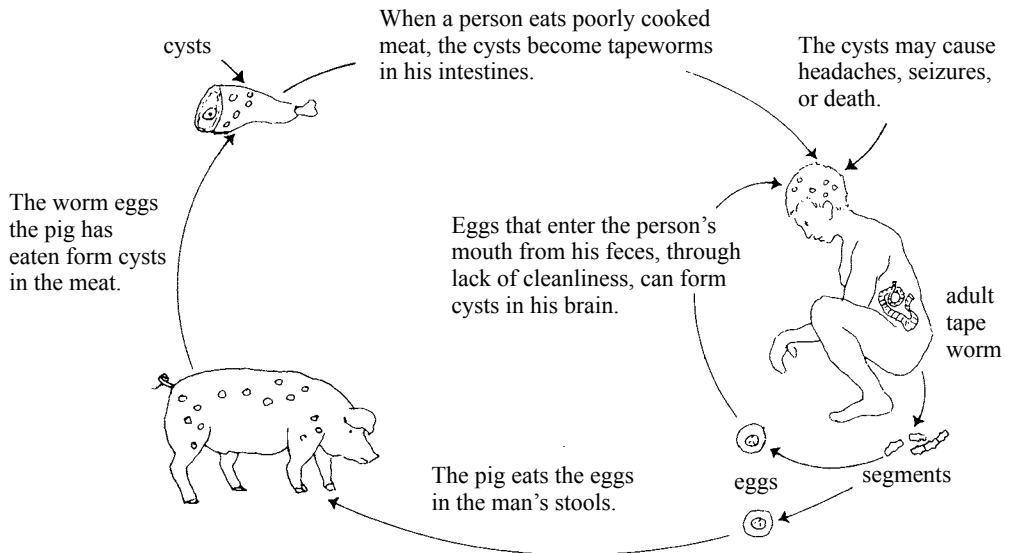 cysts
When a person eats poorly cooked
meat, the cysts become tapeworms
in his intestines.
The cysts may cause
headaches, seizures,
or death.
The worm eggs
the pig has
eaten form cysts
in the meat.
Eggs that enter the person’s
mouth from his feces, through
lack of cleanliness, can form
cysts in his brain.
adult
tape
worm
The pig eats the eggs
in the man’s stools.
eggs
segments